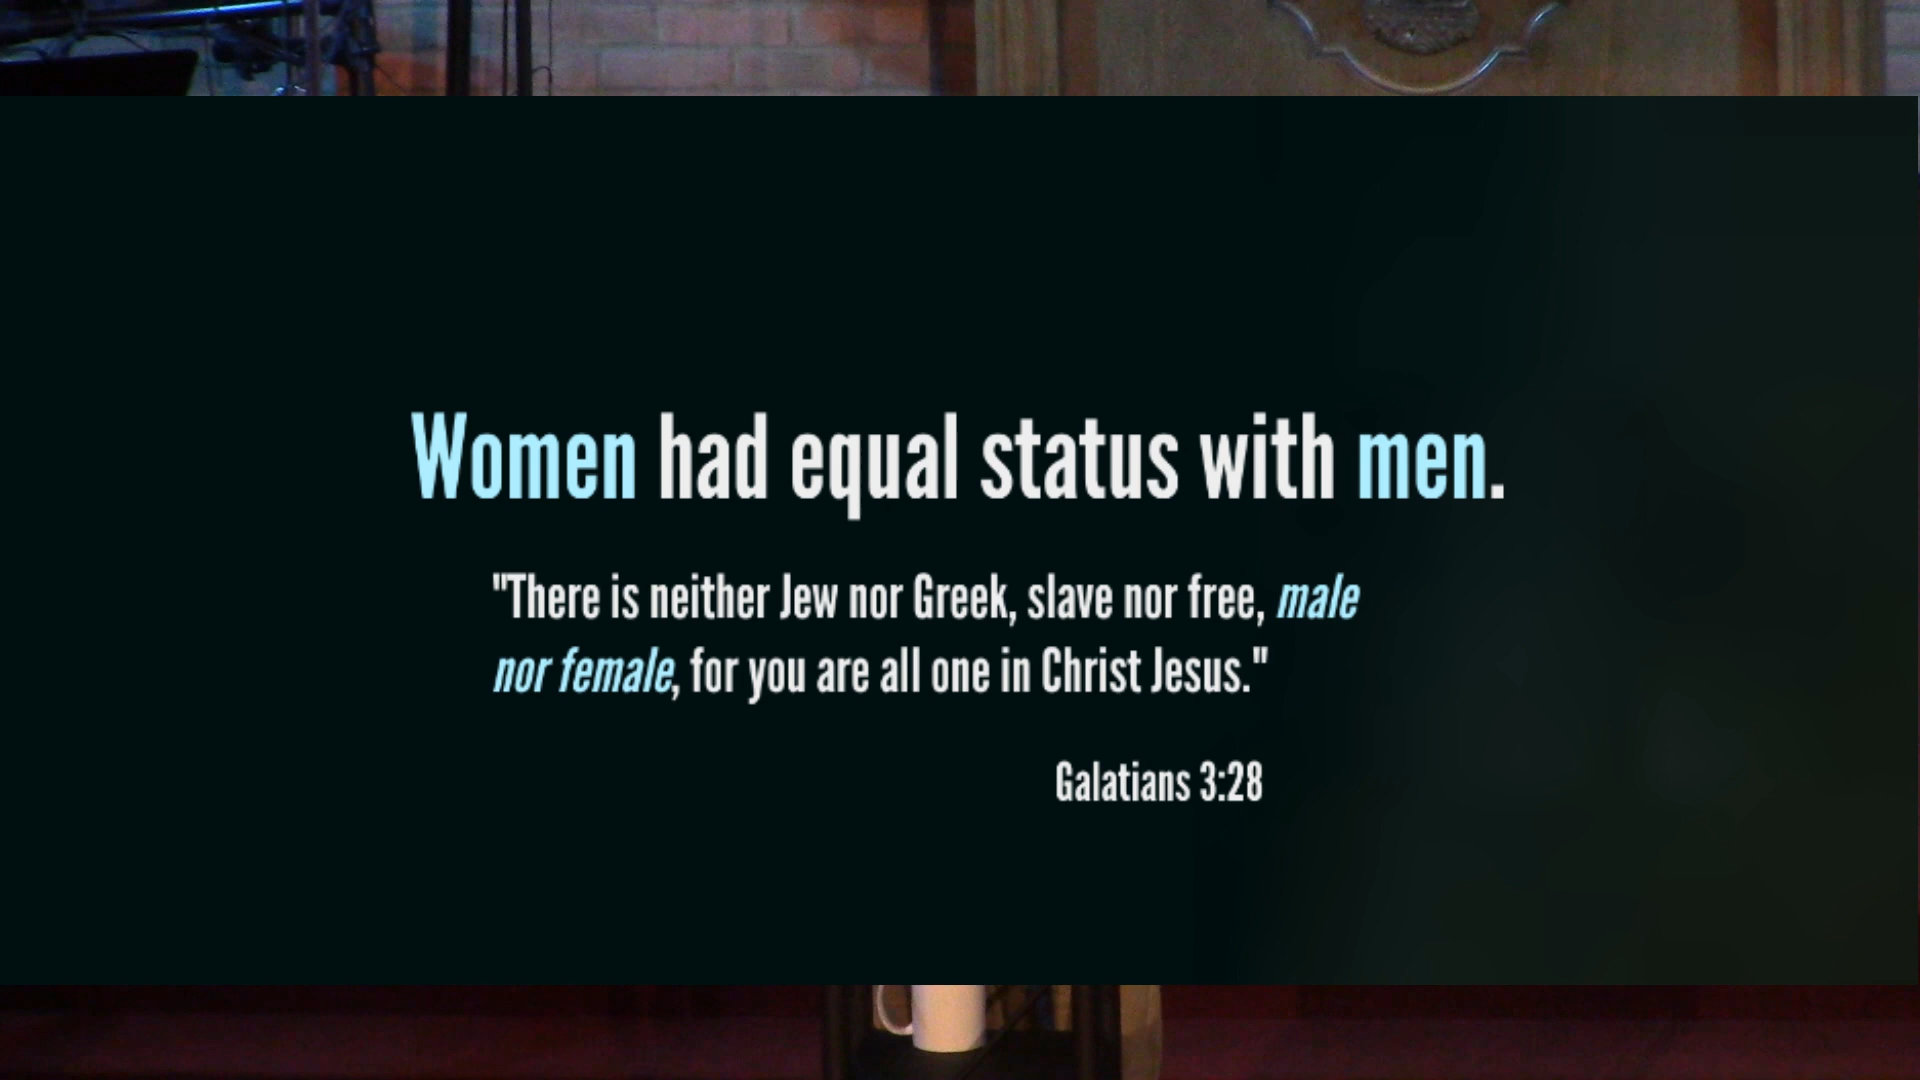 Women had equal status with men.
"There is neither Jew nor Greek, slave nor free, male
nor female, for you are all one in Christ Jesus."
Galatians 3:28